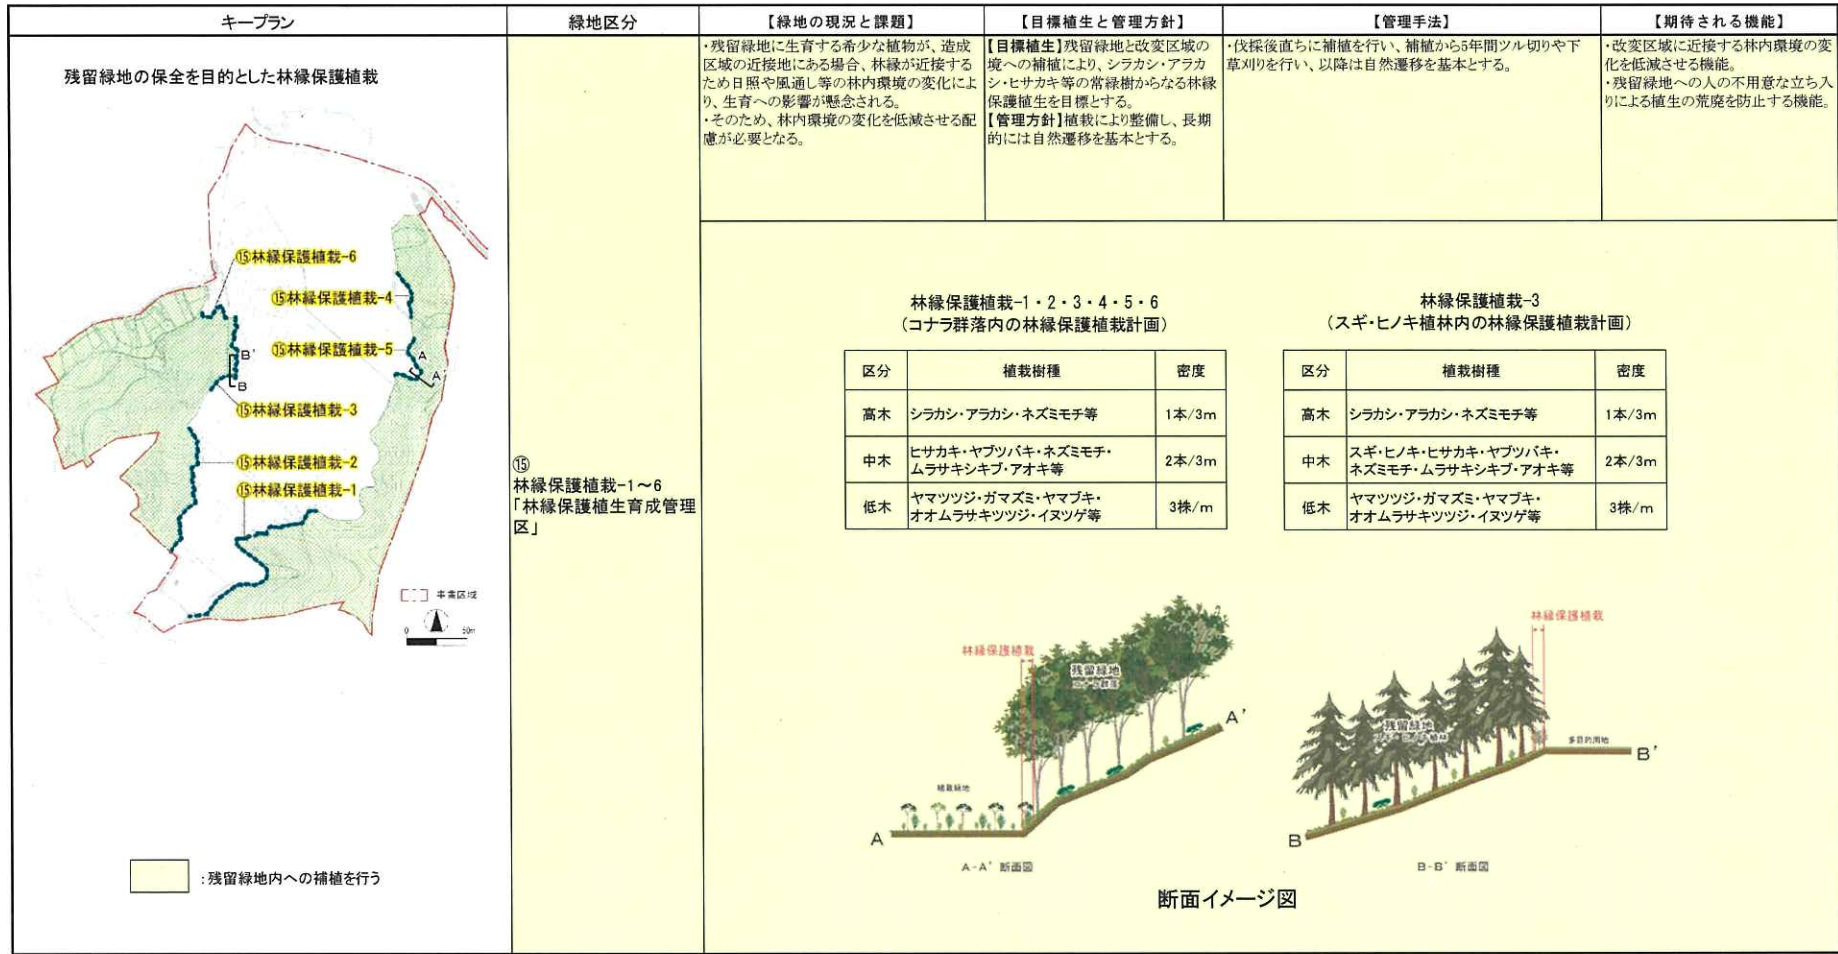 キープラン
緑地区分
【緑地の現況と課題】
【目標植生と管理方針】
【管理手法】
【期待される機能】
残留緑地の保全を目的とした林縁保護植栽
⑮林縁保護植栽-6
⑮林縁保護植栽-4
⑮林縁保護植栽-5
A
A'
B'
B
⑮林縁保護植栽-3
⑮林縁保護植栽-2
⑮林縁保護植栽-1
事業区域
0 50m
:残留緑地内への補植を行う
⑮
林縁保護植栽-1～6
「林縁保護植生育成管理
区」
・残留緑地に生育する希少な植物が、造成
区域の近接地にある場合、林縁が近接する
ため日照や風通し等の林内環境の変化によ
り、生育への影響が懸念される。
・そのため、林内環境の変化を低減させる配
慮が必要となる。
【目標植生】残留緑地と改変区域の
境への補植により、シラカシ・アラカ
シ・ヒサカキ等の常緑樹からなる林縁
保護植生を目標とする。
【管理方針】植栽により整備し、長期
的には自然遷移を基本とする。
・伐採後直ちに補植を行い、補植から5年間ツル切りや下
草刈りを行い、以降は自然遷移を基本とする。
・改変区域に近接する林内環境の変
化を低減させる機能。
・残留緑地への人の不用意な立ち入
りによる植生の荒廃を防止する機能。
林縁保護植栽-1・2・3・4・5・6
（コナラ群落内の林縁保護植栽計画）
区分 植栽樹種 密度
高木 シラカシ・アラカシ・ネズミモチ等 1本/3m
中木 ヒサカキ・ヤブツバキ・ネズミモチ・
ムラサキシキブ・アオキ等 2本/3m
低木 ヤマツツジ・ガマズミ・ヤマブキ・
オオムラサキツツジ・イヌツゲ等 3株/m
林縁保護植栽-3
（スギ・ヒノキ植林内の林縁保護植栽計画）
区分 植栽樹種 密度
高木 シラカシ・アラカシ・ネズミモチ等 1本/3m
中木 スギ・ヒノキ・ヒサカキ・ヤブツバキ・
ネズミモチ・ムラサキシキブ・アオキ等 2本/3m
低木 ヤマツツジ・ガマズミ・ヤマブキ・
オオムラサキツツジ・イヌツゲ等 3株/m
林縁保護植栽
残留緑地
コナラ群落
植栽緑地
A
A'
A-A' 断面図
林縁保護植栽
残留緑地
スギ・ヒノキ植林
多目的用地
B
B'
B-B' 断面図
断面イメージ図